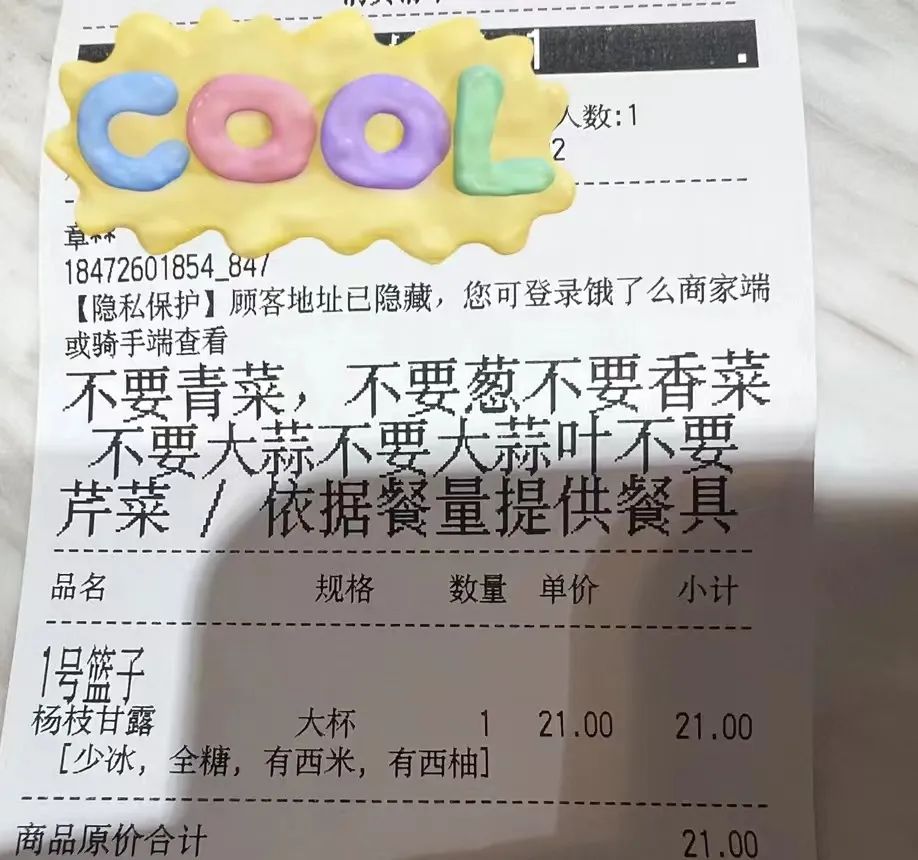 COOL
人数:1
2
章**
18472601854_847
【隐私保护】顾客地址已隐藏，您可登录饿了么商家端
或骑手端查看
不要青菜，不要葱不要香菜
不要大蒜不要大蒜叶不要
芹菜 / 依据餐量提供餐具
品名 规格 数量 单价 小计
1号篮子
杨枝甘露 大杯 1 21.00 21.00
[少冰，全糖，有西米，有西柚]
商品原价合计 21.00